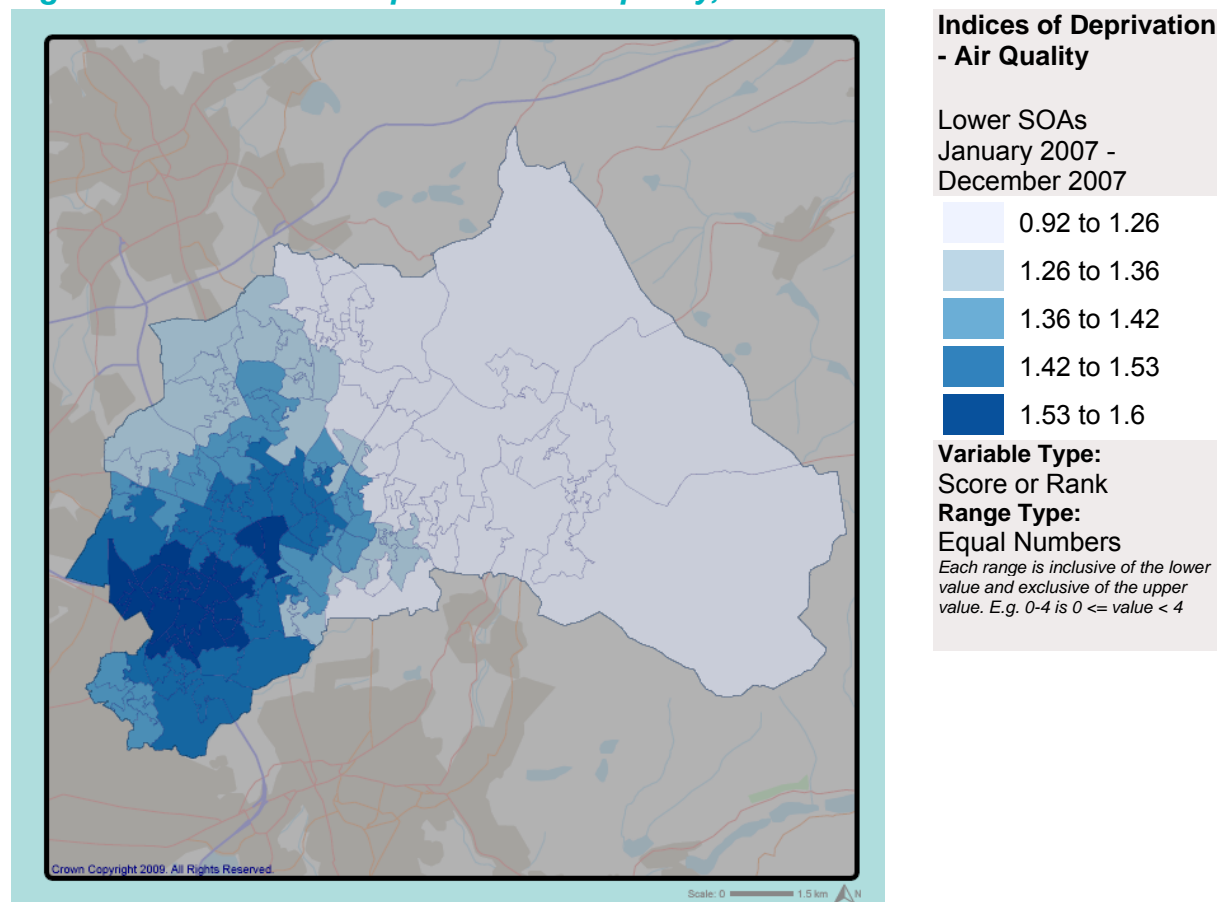 Indices of Deprivation
- Air Quality
Lower SOAs
January 2007 -
December 2007
0.92 to 1.26
1.26 to 1.36
1.36 to 1.42
1.42 to 1.53
1.53 to 1.6
Variable Type:
Score or Rank
Range Type:
Equal Numbers
Each range is inclusive of the lower
value and exclusive of the upper
value. E.g. 0-4 is 0 <= value < 4
Crown Copyright 2009. All Rights Reserved.
Scale: 0 1.5 km N